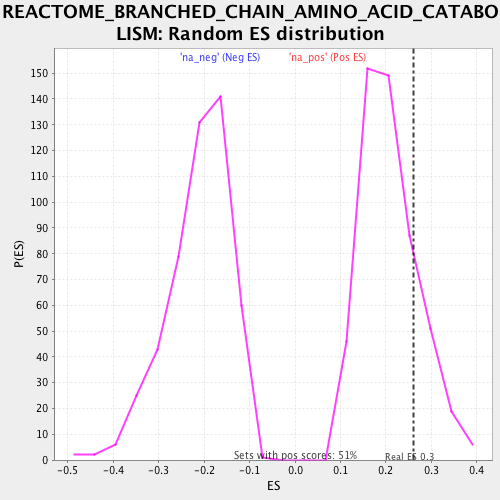 REACTOME_BRANCHED_CHAIN_AMINO_ACID_CATABO
LISM: Random ES distribution
'na_neg' (Neg ES) 'na_pos' (Pos ES)
150
140
130
120
110
100
90
80
70
60
50
40
30
20
10
0
P(ES)
Sets with pos scores: 51%
Real ES 0.3
-0.5 -0.4 -0.3 -0.2 -0.1 0.0 0.1 0.2 0.3 0.4
ES